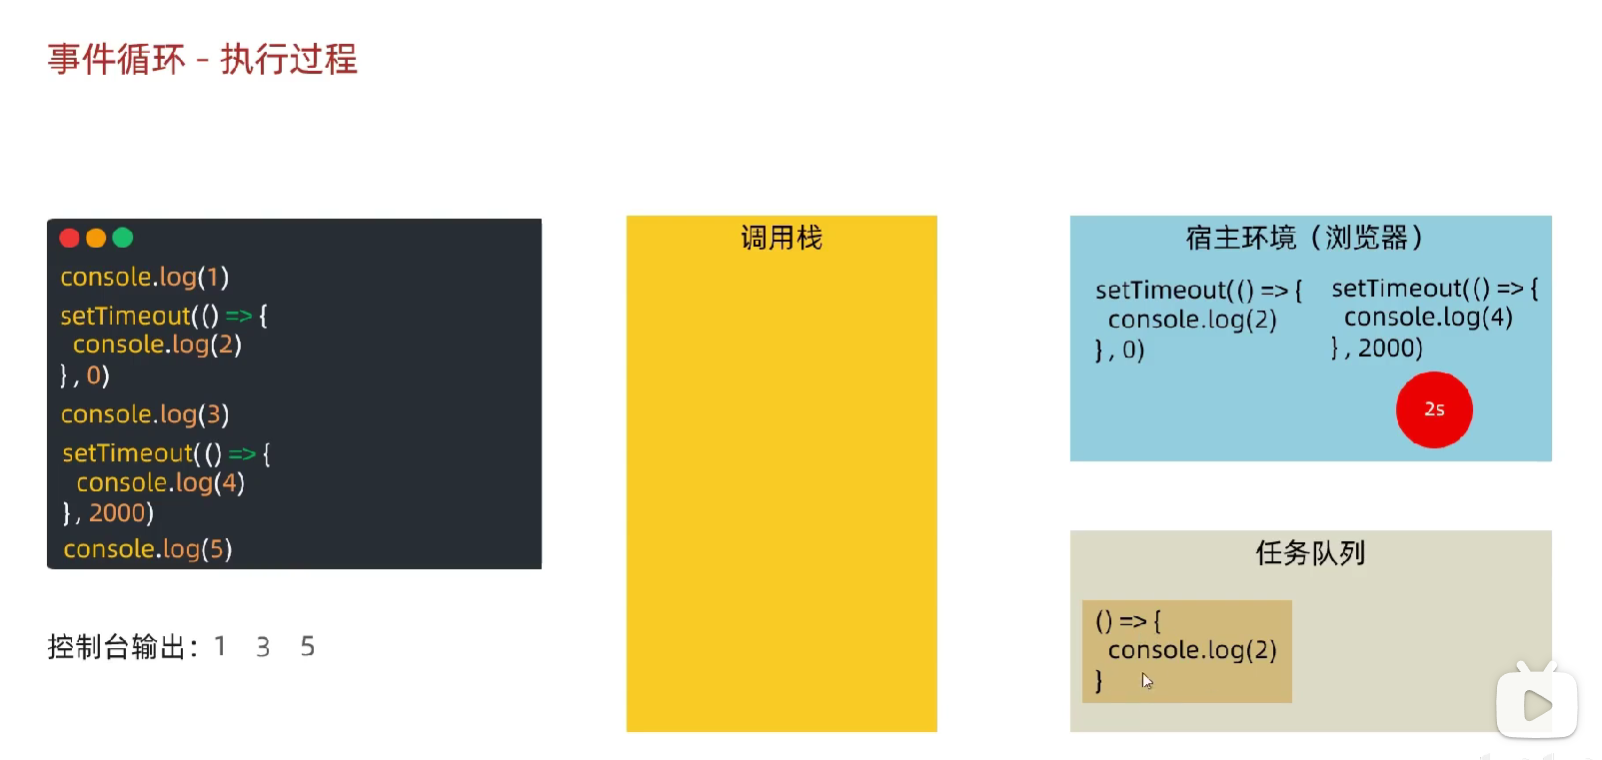 事件循环 - 执行过程
console.log(1)
setTimeout(() => {
console.log(2)
}, 0)
console.log(3)
setTimeout(() => {
console.log(4)
}, 2000)
console.log(5)
控制台输出：1 3 5
调用栈
宿主环境（浏览器）
setTimeout(() => {
console.log(2)
}, 0)
setTimeout(() => {
console.log(4)
}, 2000)
2s
任务队列
() => {
console.log(2)
}